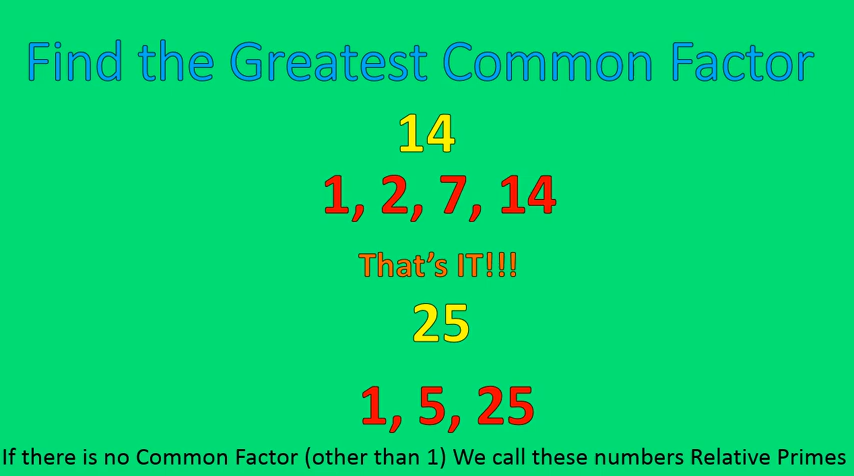 Find the Greatest Common Factor
14
1, 2, 7, 14
That’s IT!!!
25
1, 5, 25
If there is no Common Factor (other than 1) We call these numbers Relative Primes